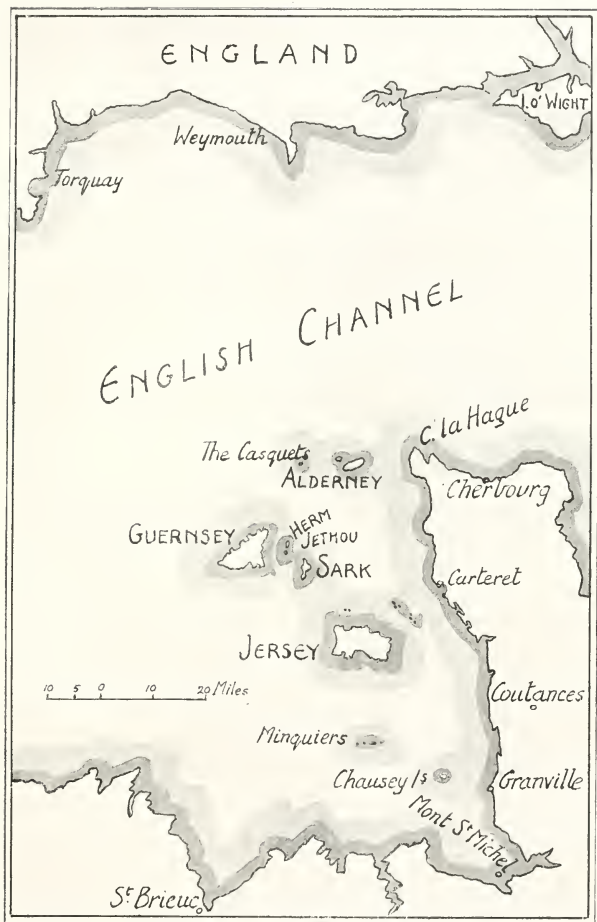 ENGLAND
I. O' WIGHT
Weymouth
Torquay
ENGLISH CHANNEL
C. la Hague
The Casquets
ALDERNEY
Cherbourg
GUERNSEY
HERM
JETHOU
SARK
Carteret
JERSEY
10 5 0 10 20 Miles
Coutances
Minquiers
Chausey Is
Granville
Mont St Michel
St. Brieuc